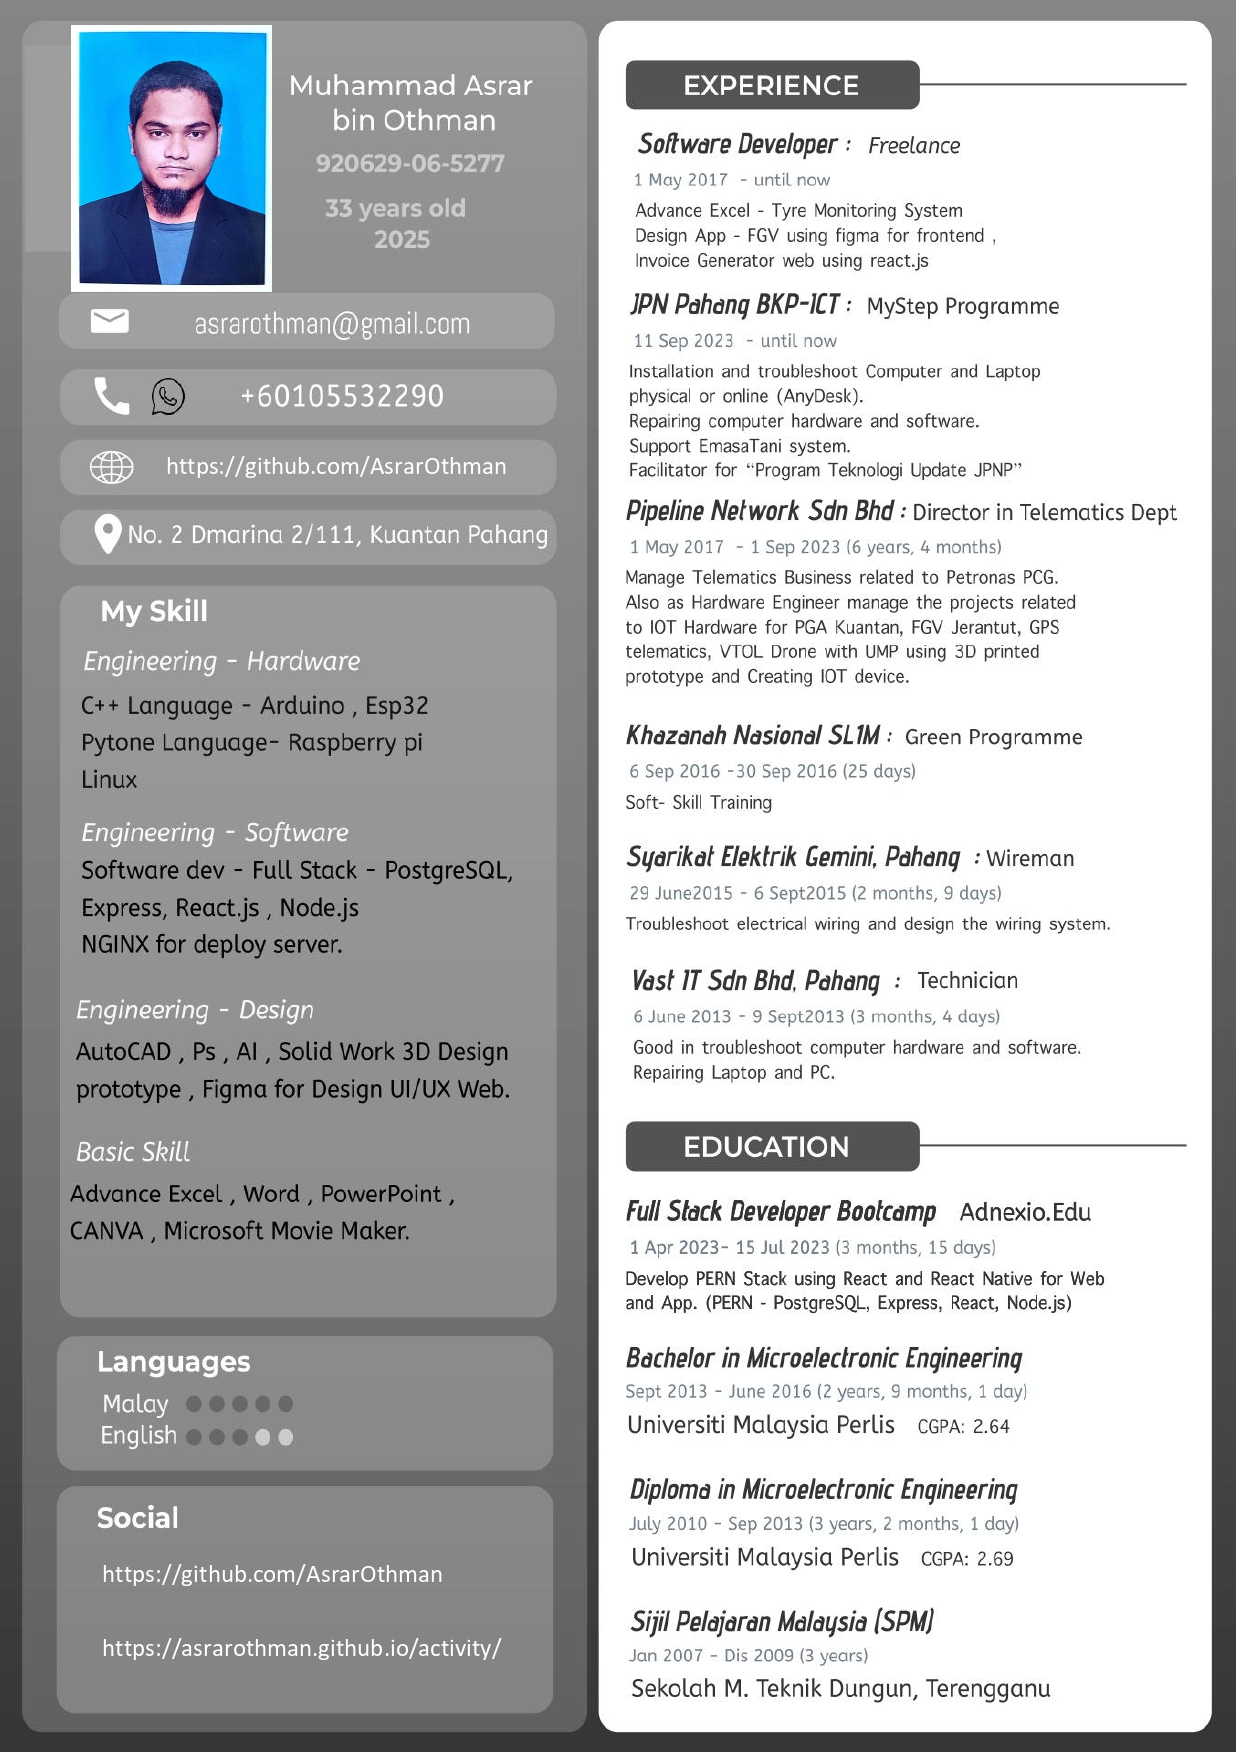 Muhammad Asrar
bin Othman
920629-06-5277
33 years old
2025
asrarothman@gmail.com
+60105532290
https://github.com/AsrarOthman
No. 2 Dmarina 2/111, Kuantan Pahang
My Skill
Engineering - Hardware
C++ Language - Arduino , Esp32
Pytone Language- Raspberry pi
Linux
Engineering - Software
Software dev - Full Stack - PostgreSQL,
Express, React.js , Node.js
NGINX for deploy server.
Engineering - Design
AutoCAD , Ps , AI , Solid Work 3D Design
prototype , Figma for Design UI/UX Web.
Basic Skill
Advance Excel , Word , PowerPoint ,
CANVA , Microsoft Movie Maker.
Languages
Malay
English
Social
https://github.com/AsrarOthman
https://asrarothman.github.io/activity/
EXPERIENCE
Software Developer : Freelance
1 May 2017 - until now
Advance Excel - Tyre Monitoring System
Design App - FGV using figma for frontend ,
Invoice Generator web using react.js
JPN Pahang BKP-ICT : MyStep Programme
11 Sep 2023 - until now
Installation and troubleshoot Computer and Laptop
physical or online (AnyDesk).
Repairing computer hardware and software.
Support EmasaTani system.
Facilitator for “Program Teknologi Update JPNP”
Pipeline Network Sdn Bhd : Director in Telematics Dept
1 May 2017 - 1 Sep 2023 (6 years, 4 months)
Manage Telematics Business related to Petronas PCG.
Also as Hardware Engineer manage the projects related
to IOT Hardware for PGA Kuantan, FGV Jerantut, GPS
telematics, VTOL Drone with UMP using 3D printed
prototype and Creating IOT device.
Khazanah Nasional SL1M : Green Programme
6 Sep 2016 -30 Sep 2016 (25 days)
Soft- Skill Training
Syarikat Elektrik Gemini, Pahang : Wireman
29 June2015 - 6 Sept2015 (2 months, 9 days)
Troubleshoot electrical wiring and design the wiring system.
Vast IT Sdn Bhd, Pahang : Technician
6 June 2013 - 9 Sept2013 (3 months, 4 days)
Good in troubleshoot computer hardware and software.
Repairing Laptop and PC.
EDUCATION
Full Stack Developer Bootcamp Adnexio.Edu
1 Apr 2023- 15 Jul 2023 (3 months, 15 days)
Develop PERN Stack using React and React Native for Web
and App. (PERN - PostgreSQL, Express, React, Node.js)
Bachelor in Microelectronic Engineering
Sept 2013 - June 2016 (2 years, 9 months, 1 day)
Universiti Malaysia Perlis CGPA: 2.64
Diploma in Microelectronic Engineering
July 2010 - Sep 2013 (3 years, 2 months, 1 day)
Universiti Malaysia Perlis CGPA: 2.69
Sijil Pelajaran Malaysia (SPM)
Jan 2007 - Dis 2009 (3 years)
Sekolah M. Teknik Dungun, Terengganu